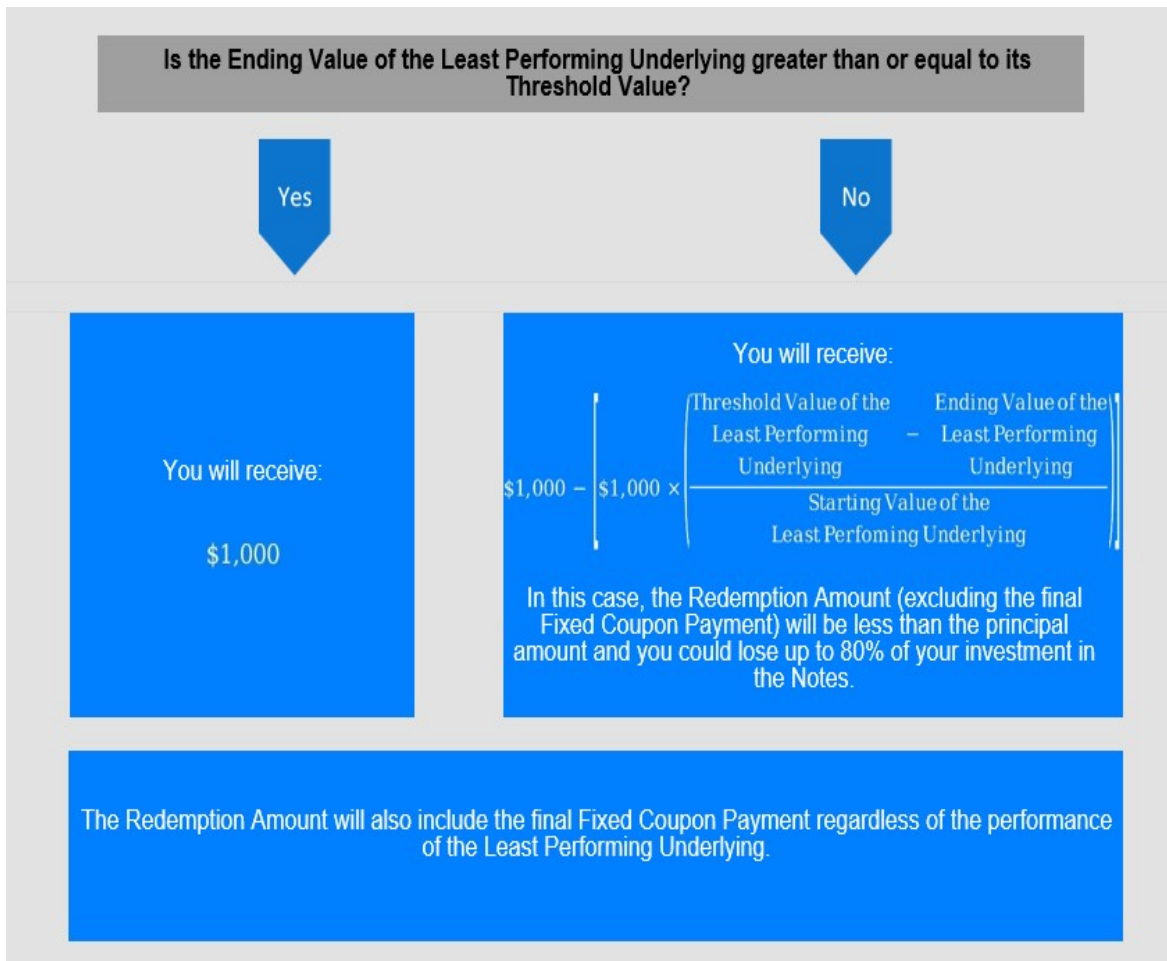 Is the Ending Value of the Least Performing Underlying greater than or equal to its
Threshold Value?
Yes
No
You will receive:
$1,000
You will receive:
$1,000 − [$1,000 × ((Threshold Value of the Least Performing Underlying − Ending Value of the Least Performing Underlying) / Starting Value of the Least Perfoming Underlying)]
In this case, the Redemption Amount (excluding the final
Fixed Coupon Payment) will be less than the principal
amount and you could lose up to 80% of your investment in
the Notes.
The Redemption Amount will also include the final Fixed Coupon Payment regardless of the performance
of the Least Performing Underlying.